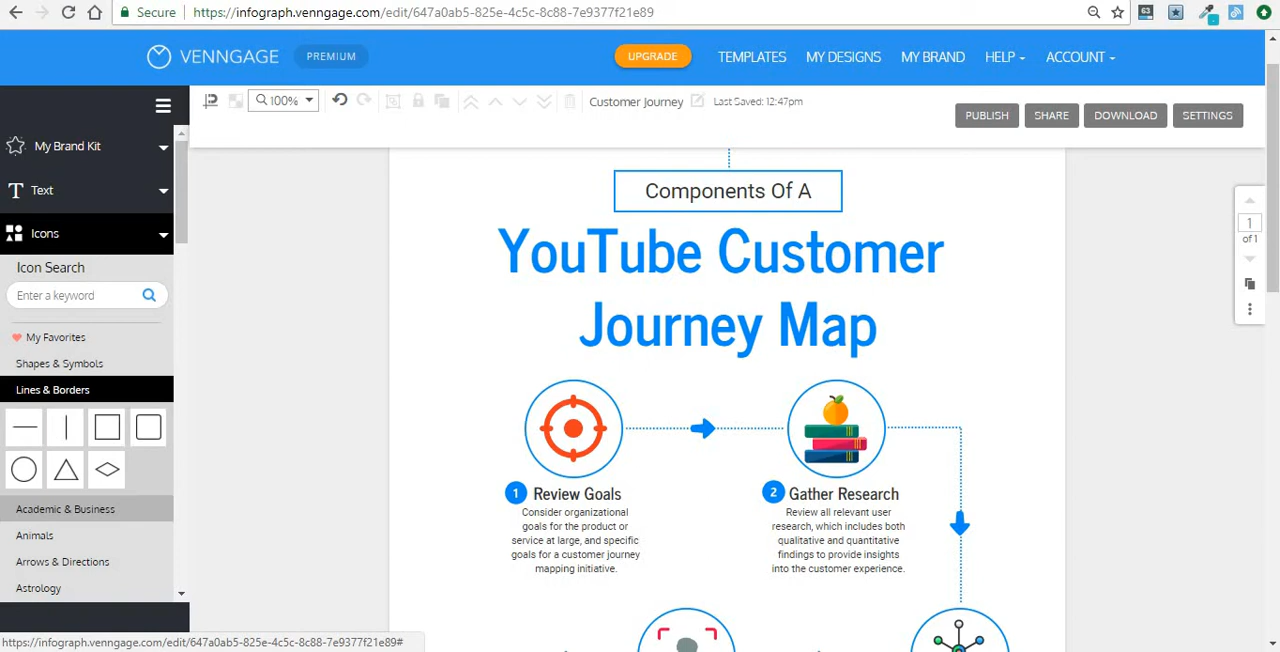 Secure https://infograph.venngage.com/edit/647a0ab5-825e-4c5c-8c88-7e9377f21e89
63
VENNGAGE PREMIUM UPGRADE TEMPLATES MY DESIGNS MY BRAND HELP ACCOUNT
100% Customer Journey Last Saved: 12:47pm
PUBLISH SHARE DOWNLOAD SETTINGS
My Brand Kit
Text
Icons
Icon Search
Enter a keyword
My Favorites
Shapes & Symbols
Lines & Borders
Academic & Business
Animals
Arrows & Directions
Astrology
Components Of A
YouTube Customer
Journey Map
1 Review Goals
Consider organizational
goals for the product or
service at large, and specific
goals for a customer journey
mapping initiative.
2 Gather Research
Review all relevant user
research, which includes both
qualitative and quantitative
findings to provide insights
into the customer experience.
1
of 1
https://infograph.venngage.com/edit/647a0ab5-825e-4c5c-8c88-7e9377f21e89#